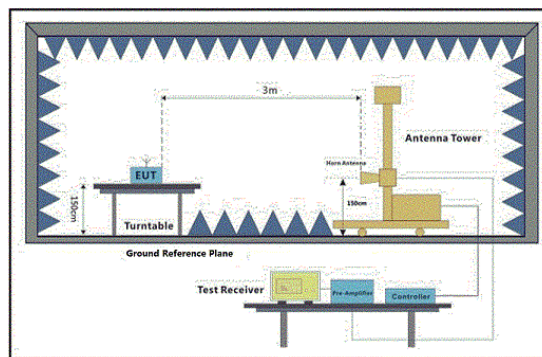 3m
Antenna Tower
Horn Antenna
EUT
150cm
150cm
Turntable
Ground Reference Plane
Test Receiver
Pre-Amplifier
Controller